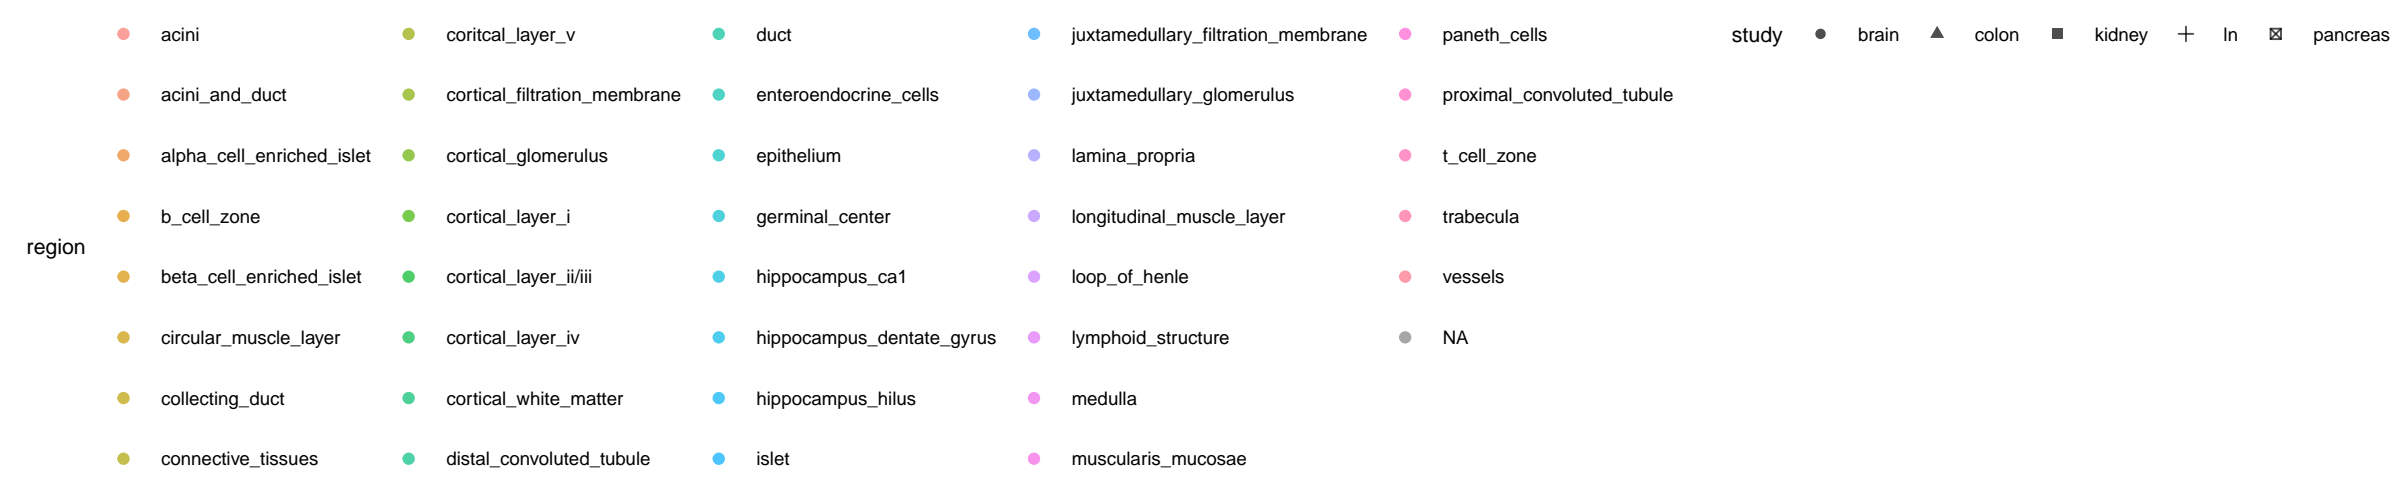 region
acini
acini_and_duct
alpha_cell_enriched_islet
b_cell_zone
beta_cell_enriched_islet
circular_muscle_layer
collecting_duct
connective_tissues
coritcal_layer_v
cortical_filtration_membrane
cortical_glomerulus
cortical_layer_i
cortical_layer_ii/iii
cortical_layer_iv
cortical_white_matter
distal_convoluted_tubule
duct
enteroendocrine_cells
epithelium
germinal_center
hippocampus_ca1
hippocampus_dentate_gyrus
hippocampus_hilus
islet
juxtamedullary_filtration_membrane
juxtamedullary_glomerulus
lamina_propria
longitudinal_muscle_layer
loop_of_henle
lymphoid_structure
medulla
muscularis_mucosae
paneth_cells
proximal_convoluted_tubule
t_cell_zone
trabecula
vessels
NA
study brain colon kidney ln pancreas